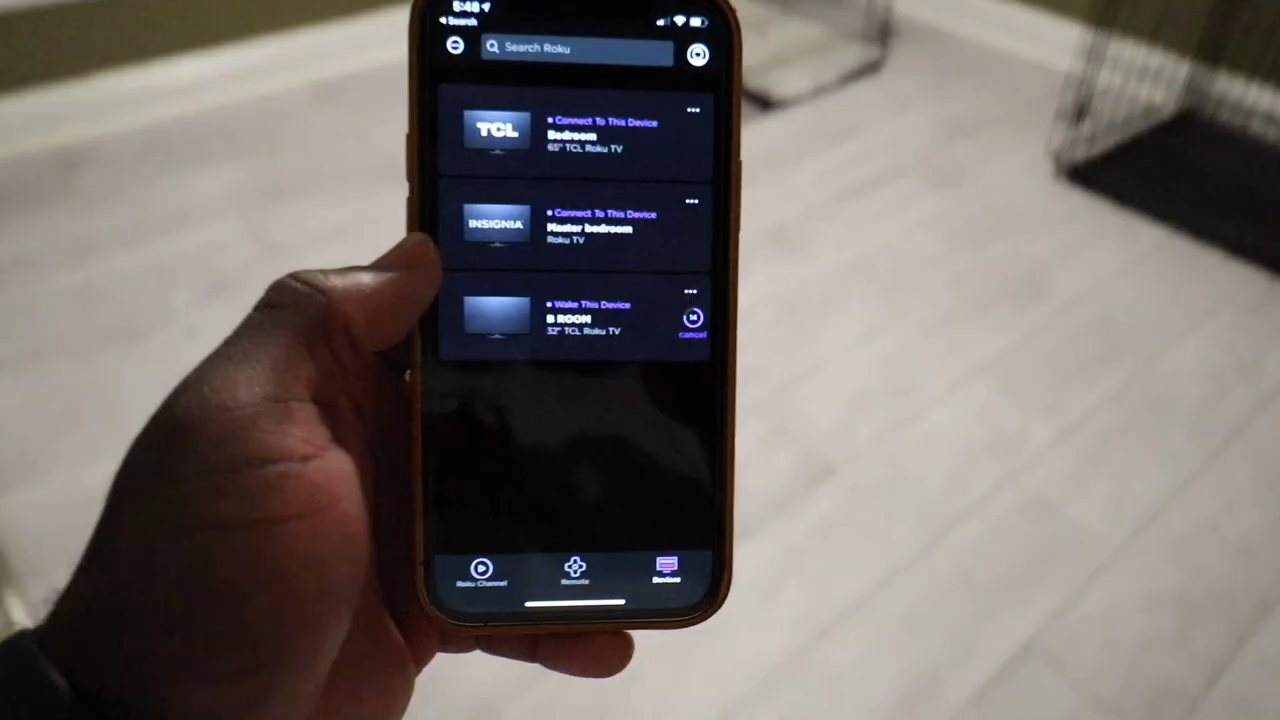 5:48
Search
Search Roku
TCL
Connect To This Device
Bedroom
65" TCL Roku TV
INSIGNIA
Connect To This Device
Master bedroom
Roku TV
Wake This Device
B ROOM
32" TCL Roku TV
14
cancel
Roku Channel
Remote
Devices